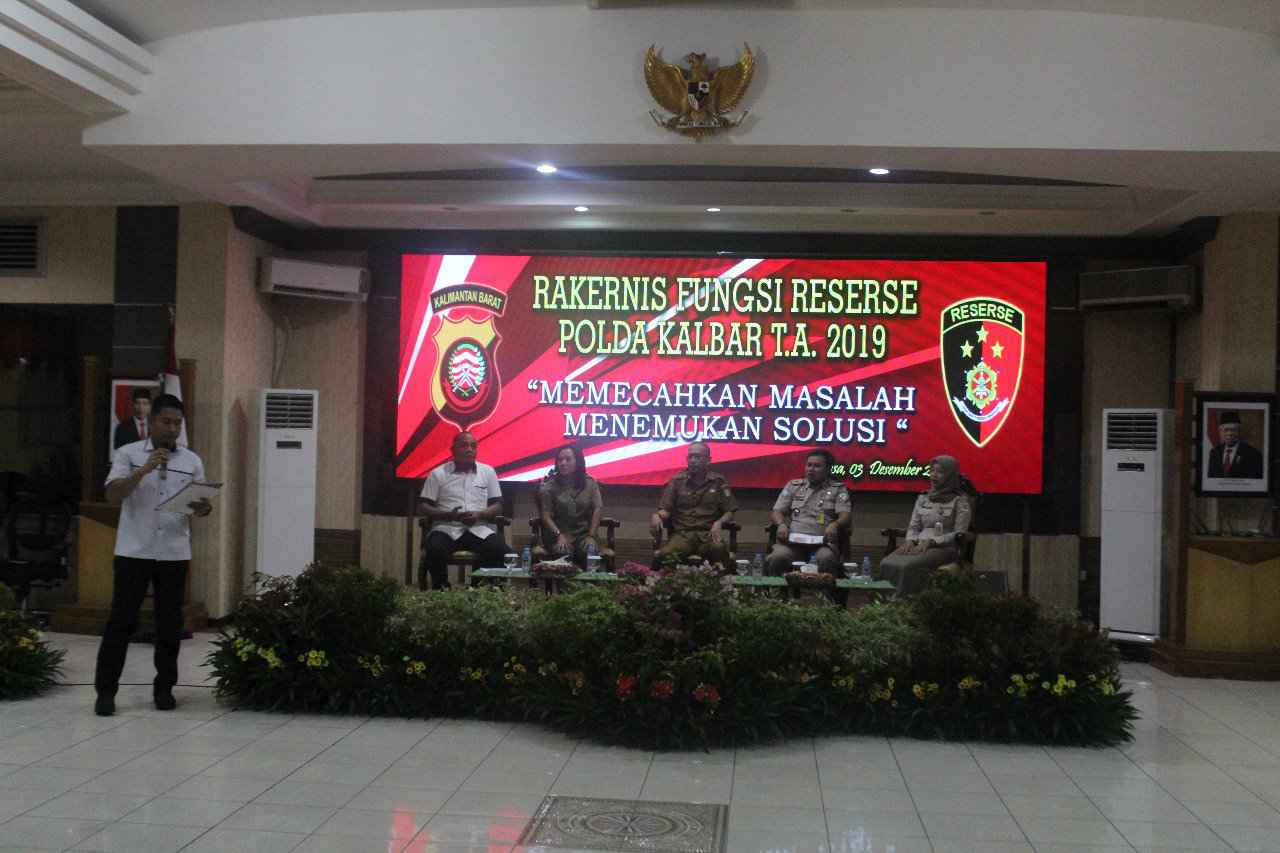 KALIMANTAN BARAT
RAKERNIS FUNGSI RESERSE
POLDA KALBAR T.A. 2019
“MEMECAHKAN MASALAH
MENEMUKAN SOLUSI “
RESERSE
03 Desember